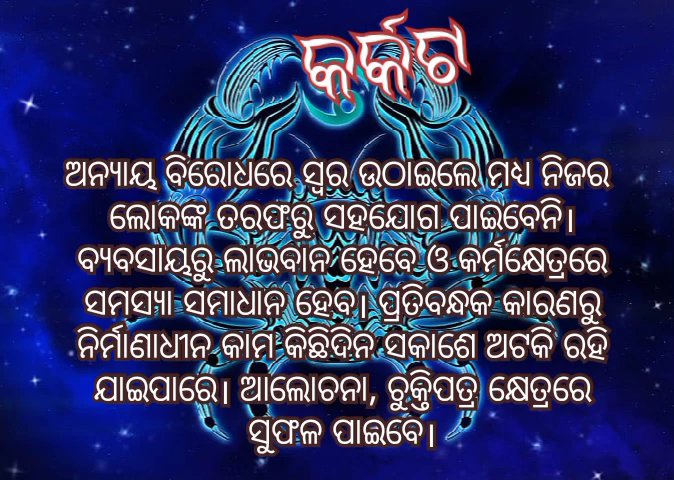 କର୍କଟ
ଅନ୍ୟାୟ ବିରୋଧରେ ସ୍ୱର ଉଠାଇଲେ ମଧ୍ୟ ନିଜର
ଲୋକଙ୍କ ତରଫରୁ ସହଯୋଗ ପାଇବେନି।
ବ୍ୟବସାୟରୁ ଲାଭବାନ ହେବେ ଓ କର୍ମକ୍ଷେତ୍ରରେ
ସମସ୍ୟା ସମାଧାନ ହେବ। ପ୍ରତିବନ୍ଧକ କାରଣରୁ
ନିର୍ମାଣାଧୀନ କାମ କିଛିଦିନ ସକାଶେ ଅଟକି ରହି
ଯାଇପାରେ। ଆଲୋଚନା, ଚୁକ୍ତିପତ୍ର କ୍ଷେତ୍ରରେ
ସୁଫଳ ପାଇବେ।